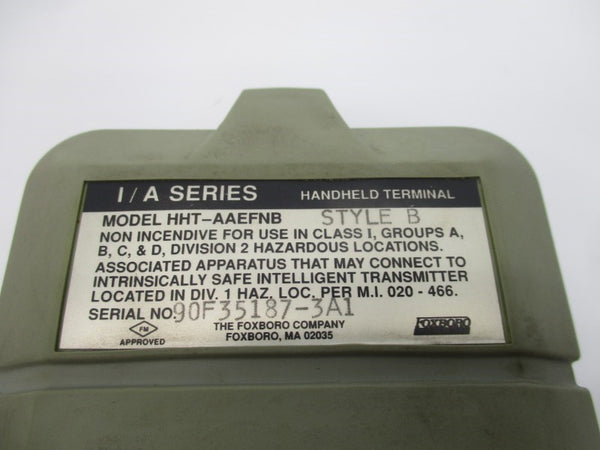 I/A SERIES HANDHELD TERMINAL
MODEL HHT-AAEFNB STYLE B
NON INCENDIVE FOR USE IN CLASS I, GROUPS A,
B, C, & D, DIVISION 2 HAZARDOUS LOCATIONS.
ASSOCIATED APPARATUS THAT MAY CONNECT TO
INTRINSICALLY SAFE INTELLIGENT TRANSMITTER
LOCATED IN DIV. 1 HAZ. LOC. PER M.I. 020 - 466.
SERIAL NO 90F35187-3A1
FM
APPROVED
THE FOXBORO COMPANY
FOXBORO, MA 02035
FOXBORO